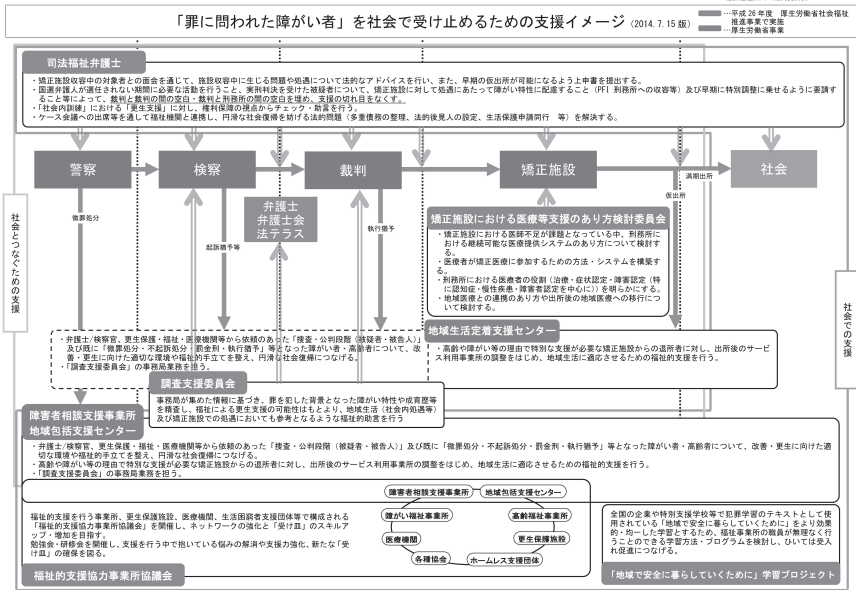 「罪に問われた障がい者」を社会で受け止めるための支援イメージ (2014. 7. 15 版)
…平成 26 年度 厚生労働省社会福祉
推進事業で実施
…厚生労働省事業
司法福祉弁護士
・矯正施設収容中の対象者との面会を通じて、施設収容中に生じる問題や処遇について法的なアドバイスを行い、また、早期の仮出所が可能になるよう上申書を提出する。
・国選弁護人が選任されない期間に必要な活動を行うこと、実刑判決を受けた被疑者について、矯正施設に対して処遇にあたって障がい特性に配慮すること（PFI 刑務所への収容等）及び早期に特別調整に乗せるように要請す
ること等によって、裁判と裁判の間の空白・裁判と刑務所の間の空白を埋め、支援の切れ目をなくす。
・「社会内訓練」における「更生支援」に対し、権利保障の視点からチェック・助言を行う。
・ケース会議への出席等を通して福祉機関と連携し、円滑な社会復帰を妨げる法的問題（多重債務の整理、法的後見人の設定、生活保護申請同行 等）を解決する。
警察
検察
裁判
矯正施設
社会
満期出所
仮出所
微罪処分
起訴猶予等
執行猶予
弁護士
弁護士会
法テラス
社会とつなぐための支援
社会での支援
矯正施設における医療等支援のあり方検討委員会
・矯正施設における医師不足が課題となっている中、刑務所に
おける継続可能な医療提供システムのあり方について検討す
る。
・医療者が矯正医療に参加するための方法・システムを構築す
る。
・刑務所における医療者の役割（治療・症状認定・障害認定（特
に認知症・慢性疾患・障害者認定を中心に））を明らかにする。
・地域医療との連携のあり方や出所後の地域医療への移行につ
いて検討する。
地域生活定着支援センター
・高齢や障がい等の理由で特別な支援が必要な矯正施設からの退所者に対し、出所後のサービ
ス利用事業所の調整をはじめ、地域生活に適応させるための福祉的支援を行う。
・弁護士/検察官、更生保護・福祉・医療機関等から依頼のあった「捜査・公判段階（被疑者・被告人）」
及び既に「微罪処分・不起訴処分・罰金刑・執行猶予」等となった障がい者・高齢者について、改
善・更生に向けた適切な環境や福祉的手立てを整え、円滑な社会復帰につなげる。
・「調査支援委員会」の事務局業務を担う。
調査支援委員会
事務局が集めた情報に基づき、罪を犯した背景となった障がい特性や成育歴等
を精査し、福祉による更生支援の可能性はもとより、地域生活（社会内処遇等）
及び矯正施設での処遇においても参考となるような福祉的助言を行う
障害者相談支援事業所
地域包括支援センター
・弁護士/検察官、更生保護・福祉・医療機関等から依頼のあった「捜査・公判段階（被疑者・被告人）」及び既に「微罪処分・不起訴処分・罰金刑・執行猶予」等となった障がい者・高齢者について、改善・更生に向けた適
切な環境や福祉的手立てを整え、円滑な社会復帰につなげる。
・高齢や障がい等の理由で特別な支援が必要な矯正施設からの退所者に対し、出所後のサービス利用事業所の調整をはじめ、地域生活に適応させるための福祉的支援を行う。
・「調査支援委員会」の事務局業務を担う。
福祉的支援を行う事業所、更生保護施設、医療機関、生活困窮者支援団体等で構成される
「福祉的支援協力事業所協議会」を開催し、ネットワークの強化と「受け皿」のスキルア
ップ・増加を目指す。
勉強会・研修会を開催し、支援を行う中で抱いている悩みの解消や支援力強化、新たな「受
け皿」の確保を図る。
福祉的支援協力事業所協議会
障害者相談支援事業所
地域包括支援センター
障がい福祉事業所
高齢福祉事業所
医療機関
更生保護施設
各種協会
ホームレス支援団体
全国の企業や特別支援学校等で犯罪学習のテキストとして使
用されている「地域で安全に暮らしていくために」をより効果
的・均一した学習とするため、福祉事業所の職員が無理なく行
うことのできる学習方法・プログラムを検討し、ひいては受入
れ促進につなげる。
「地域で安全に暮らしていくために」学習プロジェクト